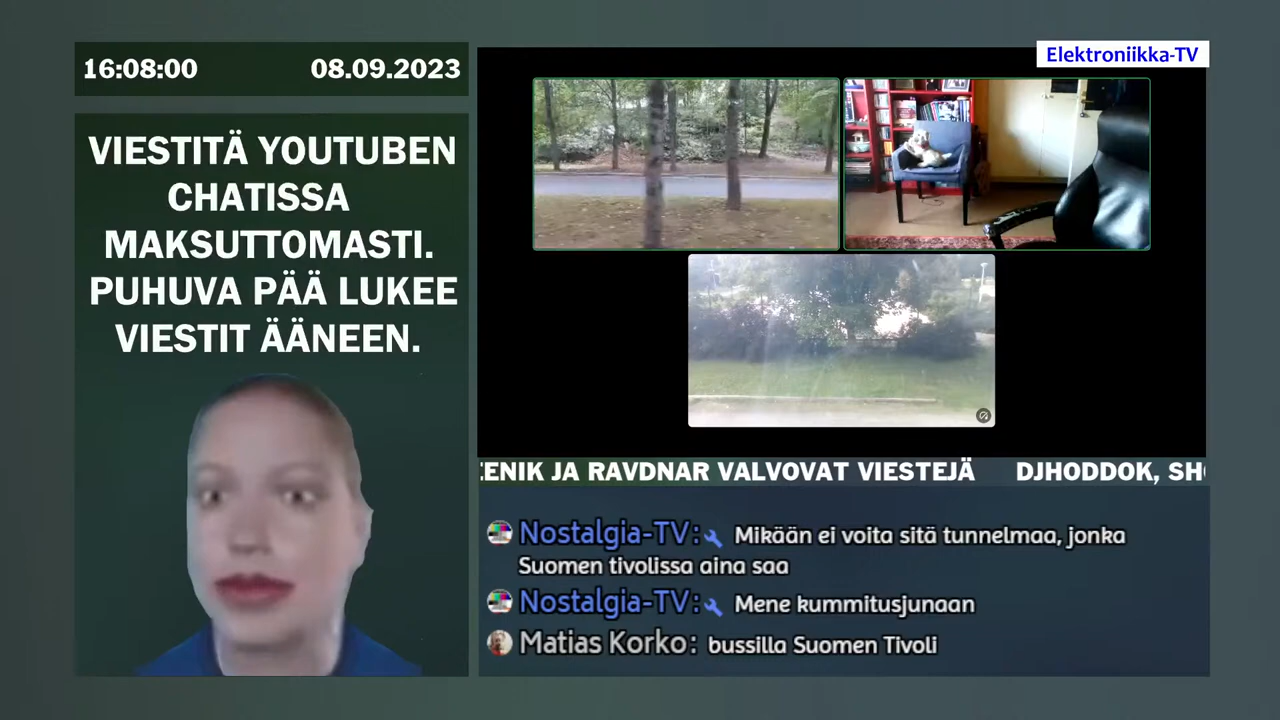 16:08:00 08.09.2023
VIESTITÄ YOUTUBEN
CHATISSA
MAKSUTTOMASTI.
PUHUVA PÄÄ LUKEE
VIESTIT ÄÄNEEN.
Elektroniikka-TV
JA RAVDNAR VALVOVAT VIESTEJÄ DJHODDOK,
Nostalgia-TV: Mikään ei voita sitä tunnelmaa, jonka
Suomen tivolissa aina saa
Nostalgia-TV: Mene kummitusjunaan
Matias Korko: bussilla Suomen Tivoli